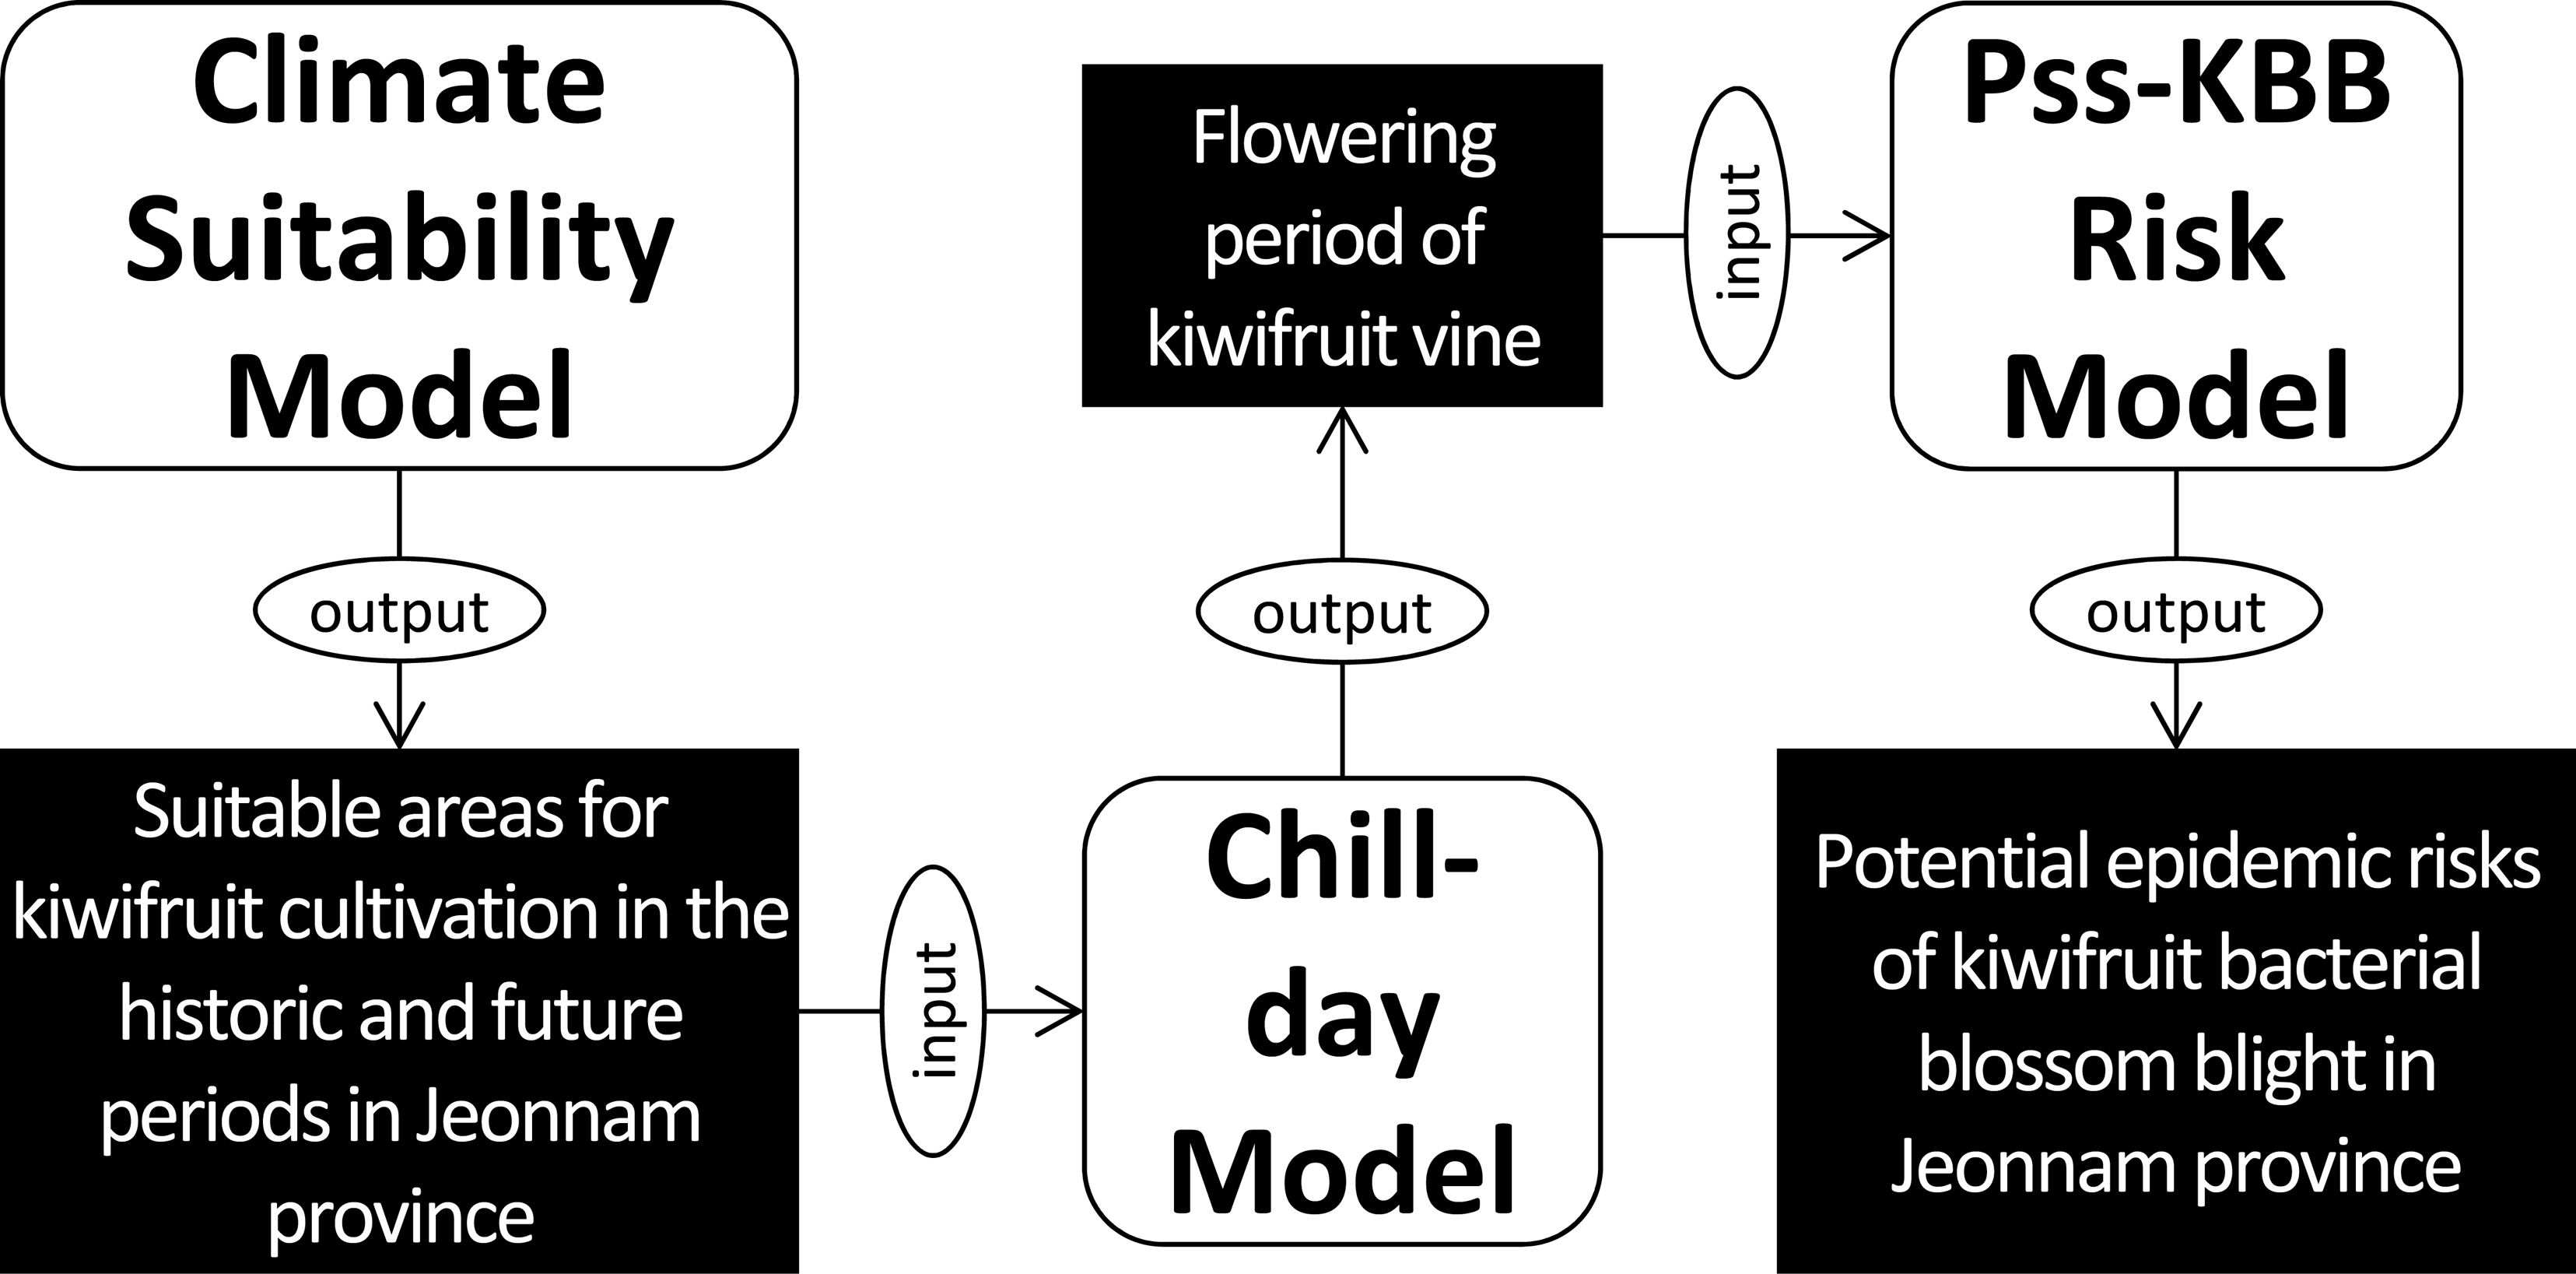 Climate
Suitability
Model
output
Suitable areas for
kiwifruit cultivation in the
historic and future
periods in Jeonnam
province
input
Chill-
day
Model
output
Flowering
period of
kiwifruit vine
input
Pss-KBB
Risk
Model
output
Potential epidemic risks
of kiwifruit bacterial
blossom blight in
Jeonnam province